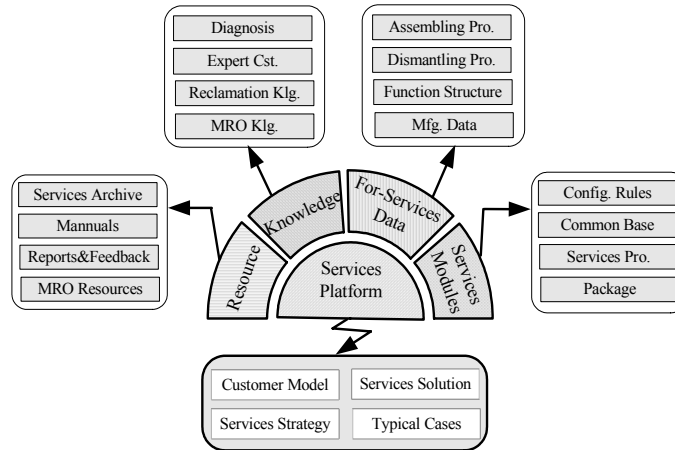 Diagnosis
Expert Cst.
Reclamation Klg.
MRO Klg.
Assembling Pro.
Dismantling Pro.
Function Structure
Mfg. Data
Services Archive
Mannuals
Reports&Feedback
MRO Resources
Resource
Knowledge
For-Services
Data
Services
Modules
Services
Platform
Config. Rules
Common Base
Services Pro.
Package
Customer Model
Services Solution
Services Strategy
Typical Cases